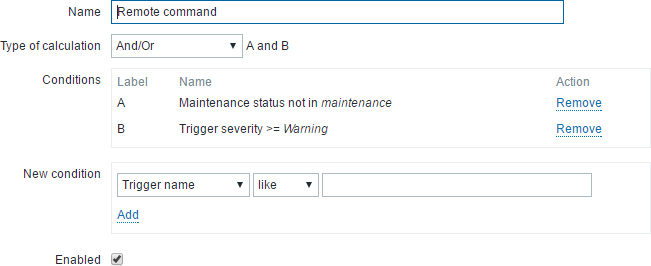 Name Remote command
Type of calculation And/Or A and B
Conditions Label Name Action
A Maintenance status not in maintenance Remove
B Trigger severity >= Warning Remove
New condition Trigger name like
Add
Enabled